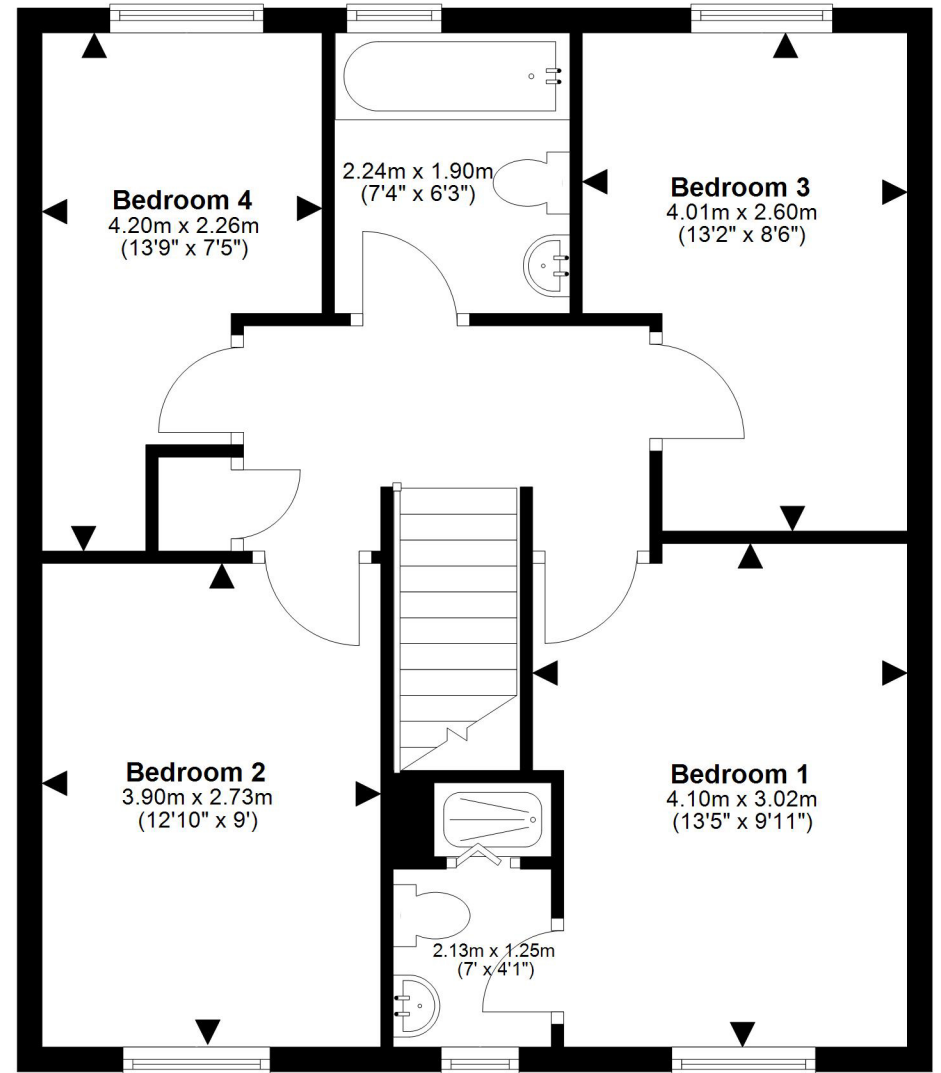 Bedroom 4
4.20m x 2.26m
(13'9" x 7'5")
2.24m x 1.90m
(7'4" x 6'3")
Bedroom 3
4.01m x 2.60m
(13'2" x 8'6")
Bedroom 2
3.90m x 2.73m
(12'10" x 9')
Bedroom 1
4.10m x 3.02m
(13'5" x 9'11")
2.13m x 1.25m
(7' x 4'1")